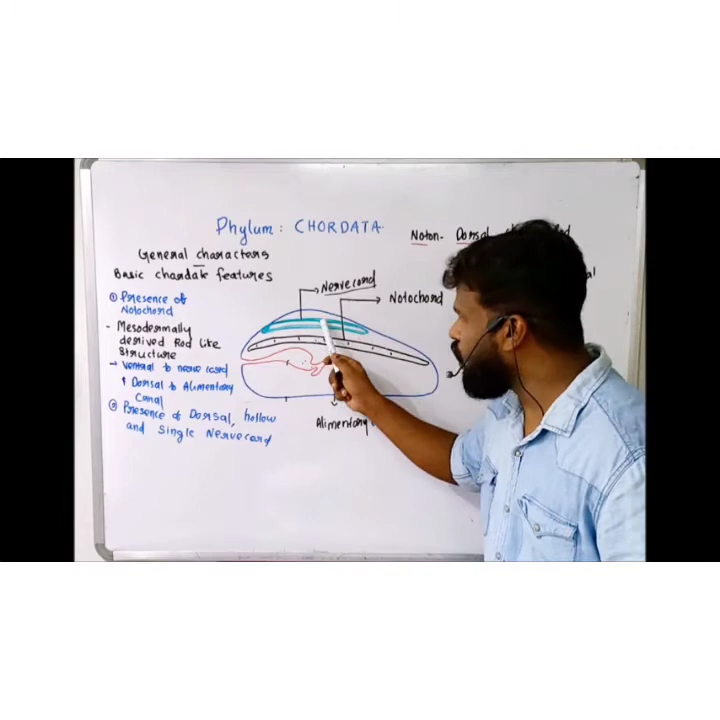 Phylum: CHORDATA
Noton- Dorsal
General characters
Basic chordate features
① Presence of
Notochord
- Mesodermally
derived Rod like
Structure
→ Ventral to nerve cord
Dorsal to Alimentary
Canal
② Presence of Dorsal, hollow
and Single Nervecord
Nervecord
Notochord
Alimentary